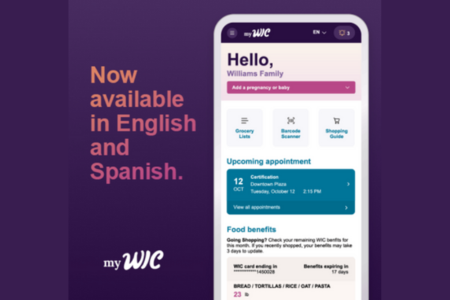 Now
available
in English
and
Spanish.
my WIC
my WIC
EN
Hello,
Williams Family
Add a pregnancy or baby
Grocery
Lists
Barcode
Scanner
Shopping
Guide
Upcoming appointment
12
OCT
Certification
Downtown Plaza
Tuesday, October 12 2:15 PM
View all appointments
Food benefits
Going Shopping? Check your remaining WIC benfits for
this month. If you recently shopped, your benefits may take
3 days to update.
WIC card ending in
Benefits expiring in
17 days
BREAD / TORTILLAS / RICE / OAT / PASTA
23 lb